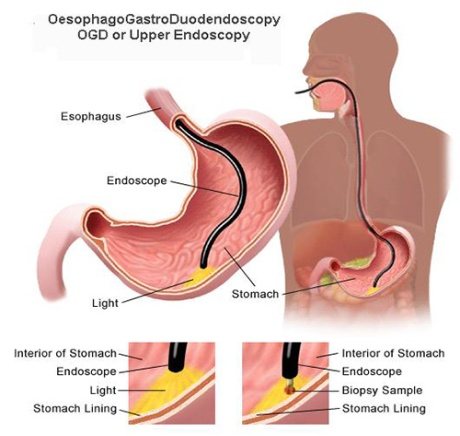 OesophagoGastroDuodendoscopy
OGD or Upper Endoscopy
Esophagus
Endoscope
Light
Stomach
Interior of Stomach
Endoscope
Light
Stomach Lining
Interior of Stomach
Endoscope
Biopsy Sample
Stomach Lining